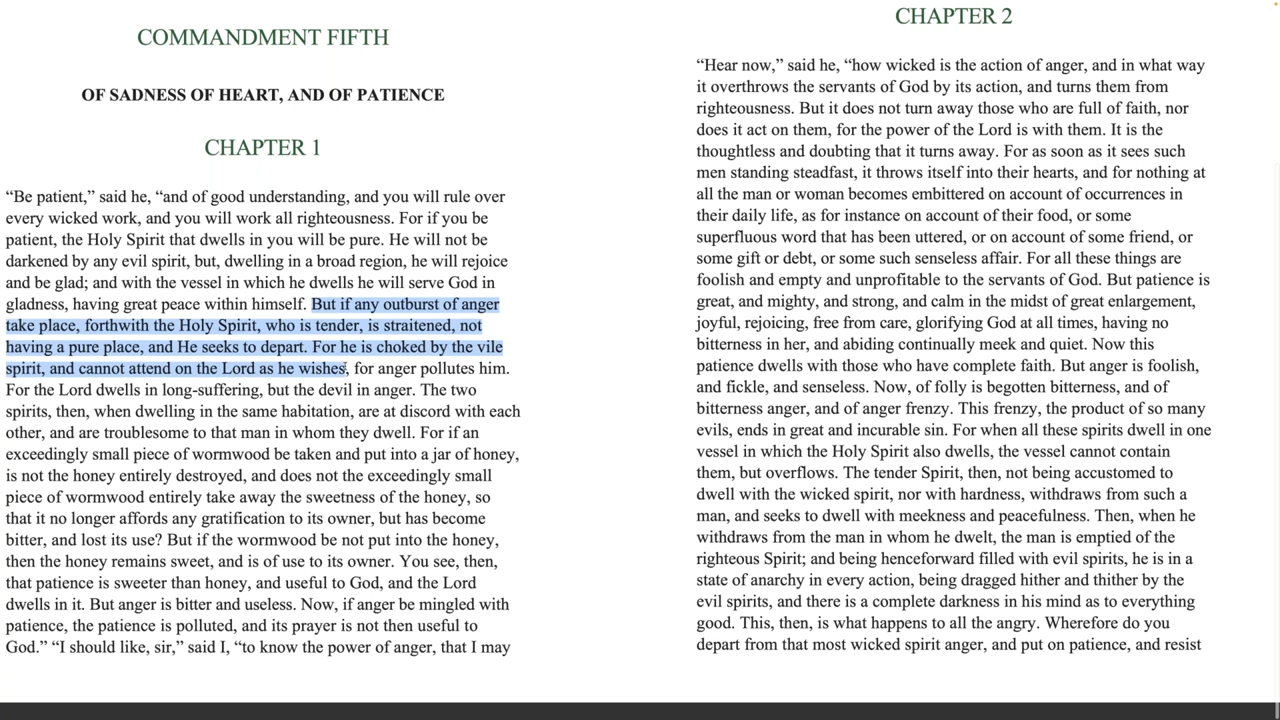 COMMANDMENT FIFTH
OF SADNESS OF HEART, AND OF PATIENCE
CHAPTER 1
“Be patient,” said he, “and of good understanding, and you will rule over
every wicked work, and you will work all righteousness. For if you be
patient, the Holy Spirit that dwells in you will be pure. He will not be
darkened by any evil spirit, but, dwelling in a broad region, he will rejoice
and be glad; and with the vessel in which he dwells he will serve God in
gladness, having great peace within himself. But if any outburst of anger
take place, forthwith the Holy Spirit, who is tender, is straitened, not
having a pure place, and He seeks to depart. For he is choked by the vile
spirit, and cannot attend on the Lord as he wishes, for anger pollutes him.
For the Lord dwells in long-suffering, but the devil in anger. The two
spirits, then, when dwelling in the same habitation, are at discord with each
other, and are troublesome to that man in whom they dwell. For if an
exceedingly small piece of wormwood be taken and put into a jar of honey,
is not the honey entirely destroyed, and does not the exceedingly small
piece of wormwood entirely take away the sweetness of the honey, so
that it no longer affords any gratification to its owner, but has become
bitter, and lost its use? But if the wormwood be not put into the honey,
then the honey remains sweet, and is of use to its owner. You see, then,
that patience is sweeter than honey, and useful to God, and the Lord
dwells in it. But anger is bitter and useless. Now, if anger be mingled with
patience, the patience is polluted, and its prayer is not then useful to
God.” “I should like, sir,” said I, “to know the power of anger, that I may
CHAPTER 2
“Hear now,” said he, “how wicked is the action of anger, and in what way
it overthrows the servants of God by its action, and turns them from
righteousness. But it does not turn away those who are full of faith, nor
does it act on them, for the power of the Lord is with them. It is the
thoughtless and doubting that it turns away. For as soon as it sees such
men standing steadfast, it throws itself into their hearts, and for nothing at
all the man or woman becomes embittered on account of occurrences in
their daily life, as for instance on account of their food, or some
superfluous word that has been uttered, or on account of some friend, or
some gift or debt, or some such senseless affair. For all these things are
foolish and empty and unprofitable to the servants of God. But patience is
great, and mighty, and strong, and calm in the midst of great enlargement,
joyful, rejoicing, free from care, glorifying God at all times, having no
bitterness in her, and abiding continually meek and quiet. Now this
patience dwells with those who have complete faith. But anger is foolish,
and fickle, and senseless. Now, of folly is begotten bitterness, and of
bitterness anger, and of anger frenzy. This frenzy, the product of so many
evils, ends in great and incurable sin. For when all these spirits dwell in one
vessel in which the Holy Spirit also dwells, the vessel cannot contain
them, but overflows. The tender Spirit, then, not being accustomed to
dwell with the wicked spirit, nor with hardness, withdraws from such a
man, and seeks to dwell with meekness and peacefulness. Then, when he
withdraws from the man in whom he dwelt, the man is emptied of the
righteous Spirit; and being henceforward filled with evil spirits, he is in a
state of anarchy in every action, being dragged hither and thither by the
evil spirits, and there is a complete darkness in his mind as to everything
good. This, then, is what happens to all the angry. Wherefore do you
depart from that most wicked spirit anger, and put on patience, and resist